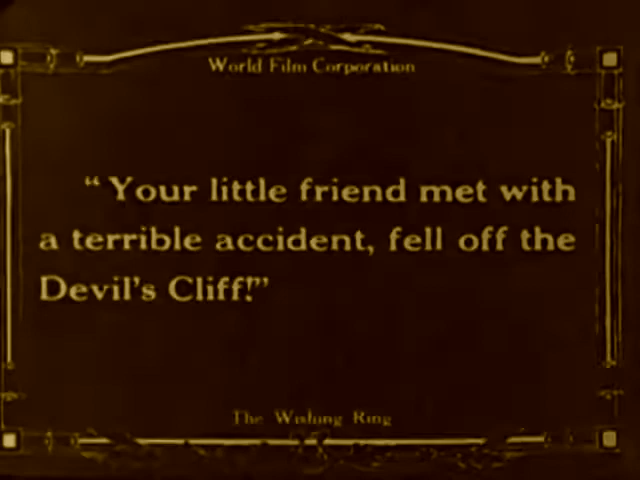 World Film Corporation
“Your little friend met with
a terrible accident, fell off the
Devil's Cliff!”
The Wishing Ring